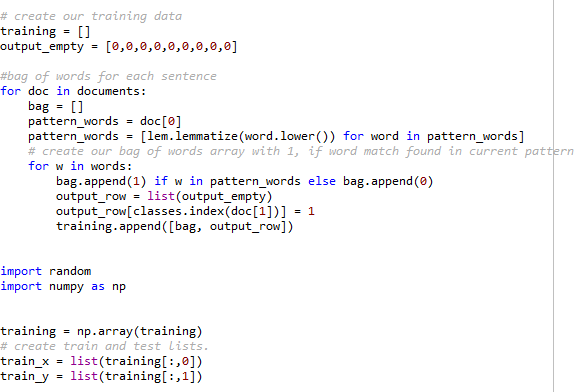 # create our training data
training = []
output_empty = [0,0,0,0,0,0,0,0,0]
#bag of words for each sentence
for doc in documents:
    bag = []
    pattern_words = doc[0]
    pattern_words = [lem.lemmatize(word.lower()) for word in pattern_words]
    # create our bag of words array with 1, if word match found in current pattern
    for w in words:
        bag.append(1) if w in pattern_words else bag.append(0)
        output_row = list(output_empty)
        output_row[classes.index(doc[1])] = 1
        training.append([bag, output_row])
import random
import numpy as np
training = np.array(training)
# create train and test lists.
train_x = list(training[:,0])
train_y = list(training[:,1])